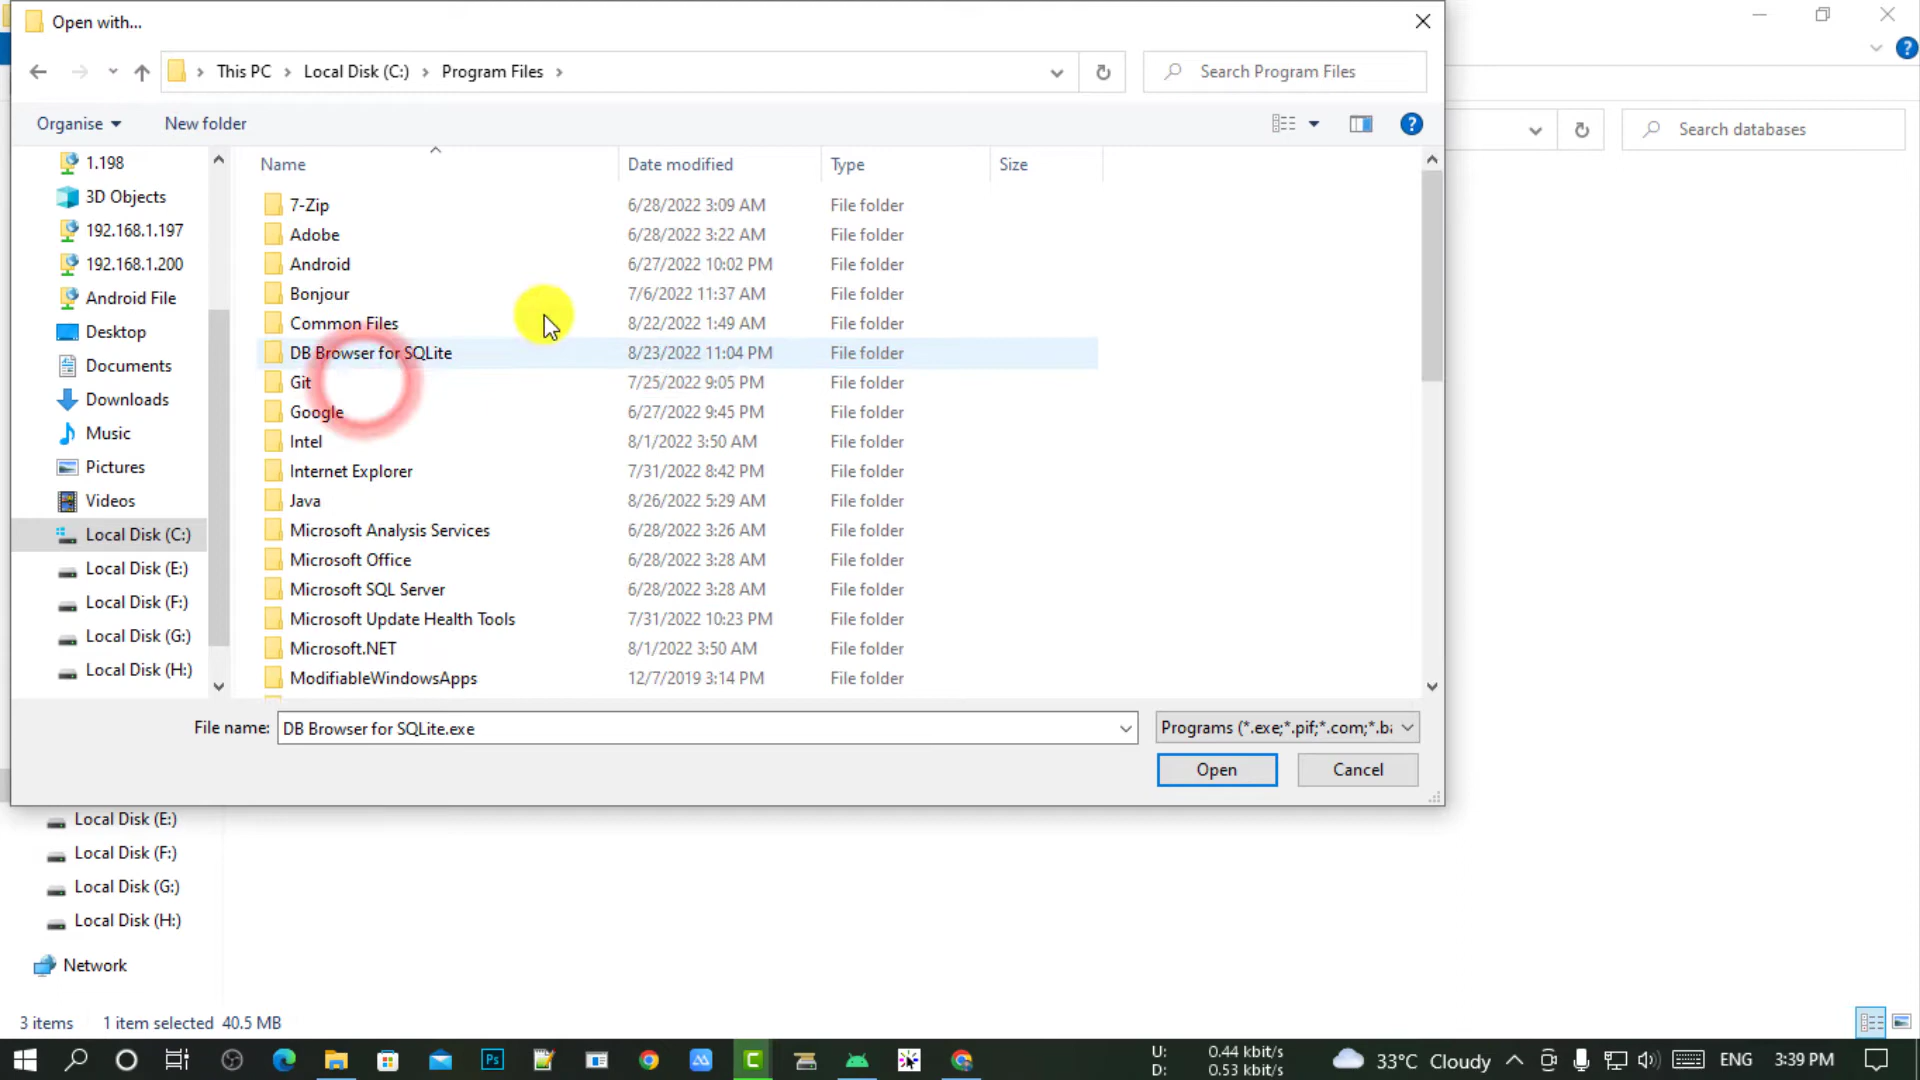 Open with...
This PC > Local Disk (C:) > Program Files >
Search Program Files
Organise
New folder
Search databases
Name
Date modified
Type
Size
1.198
3D Objects
192.168.1.197
192.168.1.200
Android File
Desktop
Documents
Downloads
Music
Pictures
Videos
Local Disk (C:)
Local Disk (E:)
Local Disk (F:)
Local Disk (G:)
Local Disk (H:)
7-Zip 6/28/2022 3:09 AM File folder
Adobe 6/28/2022 3:22 AM File folder
Android 6/27/2022 10:02 PM File folder
Bonjour 7/6/2022 11:37 AM File folder
Common Files 8/22/2022 1:49 AM File folder
DB Browser for SQLite 8/23/2022 11:04 PM File folder
Git 7/25/2022 9:05 PM File folder
Google 6/27/2022 9:45 PM File folder
Intel 8/1/2022 3:50 AM File folder
Internet Explorer 7/31/2022 8:42 PM File folder
Java 8/26/2022 5:29 AM File folder
Microsoft Analysis Services 6/28/2022 3:26 AM File folder
Microsoft Office 6/28/2022 3:28 AM File folder
Microsoft SQL Server 6/28/2022 3:28 AM File folder
Microsoft Update Health Tools 7/31/2022 10:23 PM File folder
Microsoft.NET 8/1/2022 3:50 AM File folder
ModifiableWindowsApps 12/7/2019 3:14 PM File folder
File name: DB Browser for SQLite.exe
Programs (*.exe;*.pif;*.com;*.ba
Open
Cancel
Local Disk (E:)
Local Disk (F:)
Local Disk (G:)
Local Disk (H:)
Network
3 items 1 item selected 40.5 MB
Ps
C
U: 0.44 kbit/s
D: 0.53 kbit/s
33°C Cloudy
ENG
3:39 PM